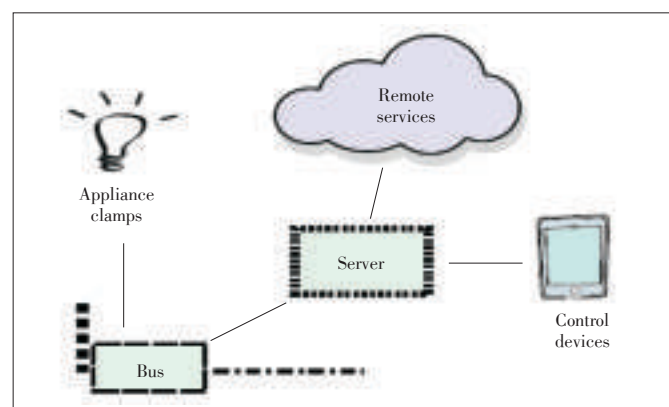 Remote
services
Appliance
clamps
Server
Control
devices
Bus